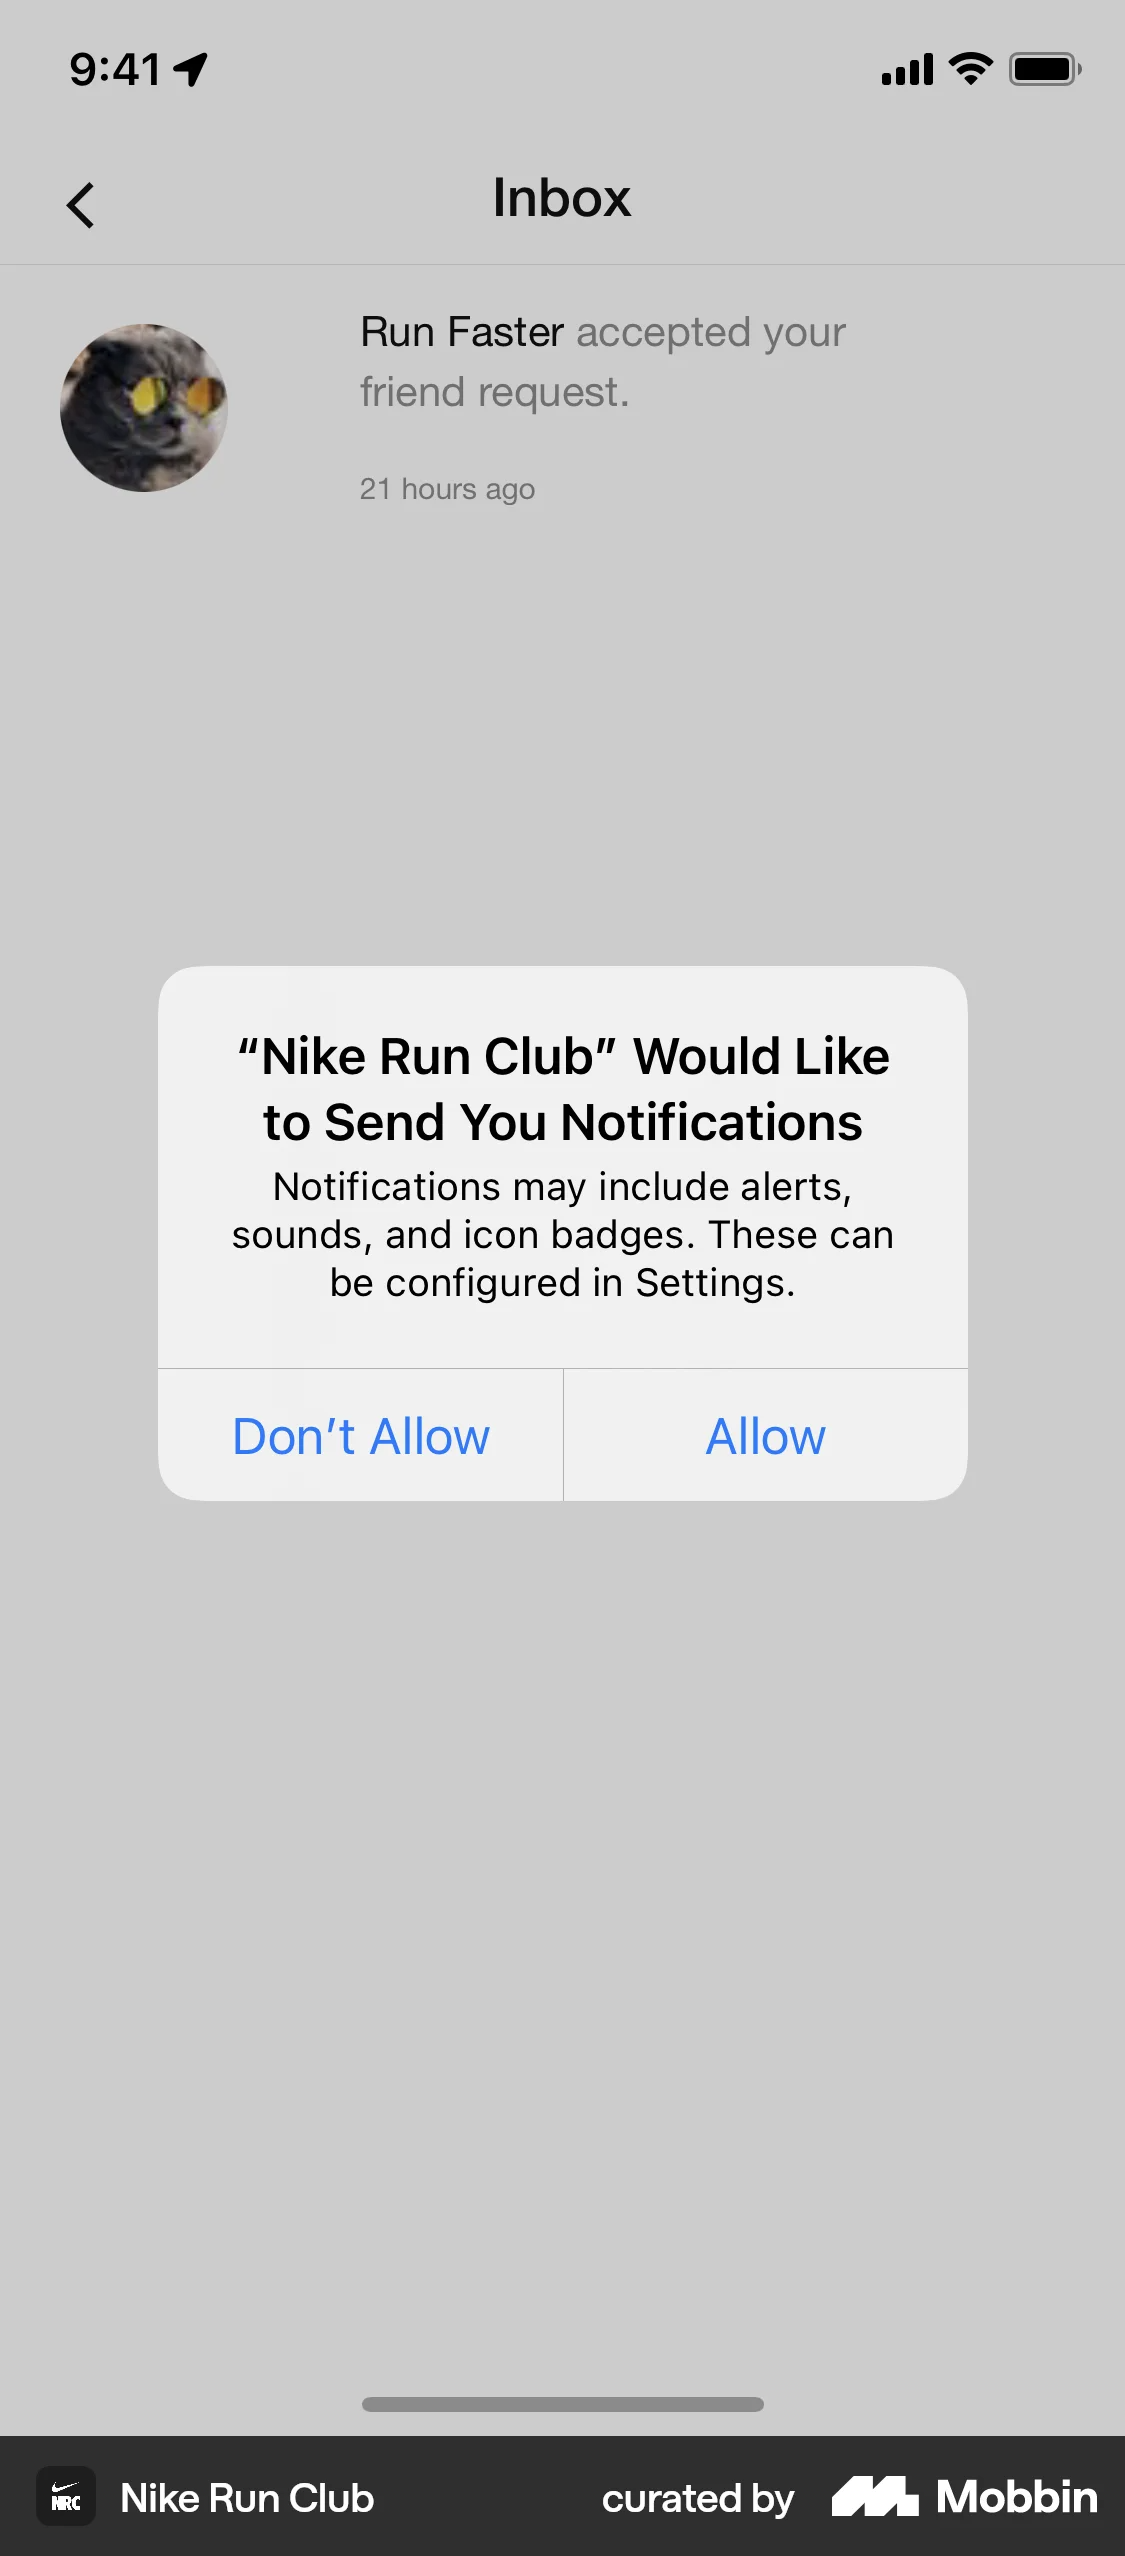 9:41
Inbox
Run Faster accepted your
friend request.
21 hours ago
“Nike Run Club” Would Like
to Send You Notifications
Notifications may include alerts,
sounds, and icon badges. These can
be configured in Settings.
Don’t Allow
Allow
NRC
Nike Run Club
curated by
Mobbin